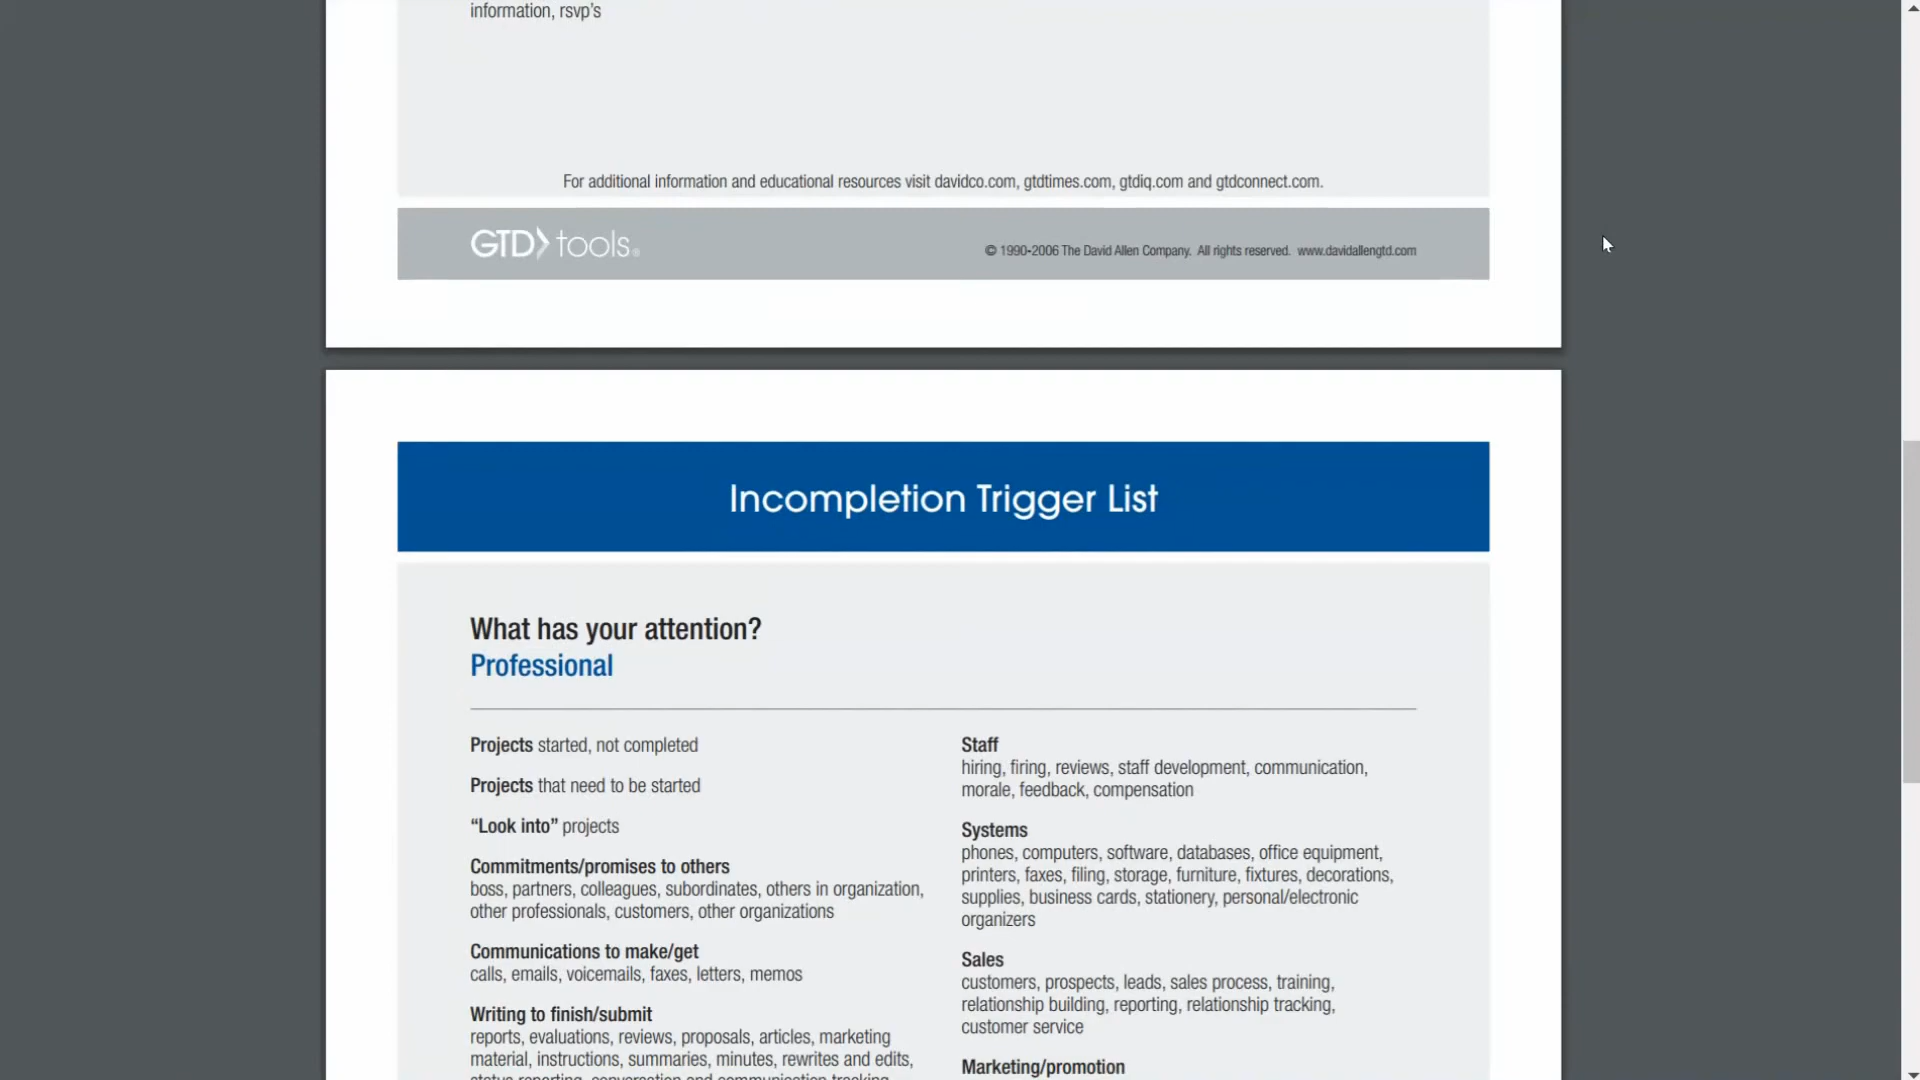 information, rsvp's
For additional information and educational resources visit davidco.com, gtdtimes.com, gtdiq.com and gtdconnect.com.
GTD tools®
© 1990-2006 The David Allen Company. All rights reserved. www.davidallengtd.com
Incompletion Trigger List
What has your attention?
Professional
Projects started, not completed
Projects that need to be started
“Look into” projects
Commitments/promises to others
boss, partners, colleagues, subordinates, others in organization,
other professionals, customers, other organizations
Communications to make/get
calls, emails, voicemails, faxes, letters, memos
Writing to finish/submit
reports, evaluations, reviews, proposals, articles, marketing
material, instructions, summaries, minutes, rewrites and edits,
status reporting, conversation and communication tracking
Staff
hiring, firing, reviews, staff development, communication,
morale, feedback, compensation
Systems
phones, computers, software, databases, office equipment,
printers, faxes, filing, storage, furniture, fixtures, decorations,
supplies, business cards, stationery, personal/electronic
organizers
Sales
customers, prospects, leads, sales process, training,
relationship building, reporting, relationship tracking,
customer service
Marketing/promotion